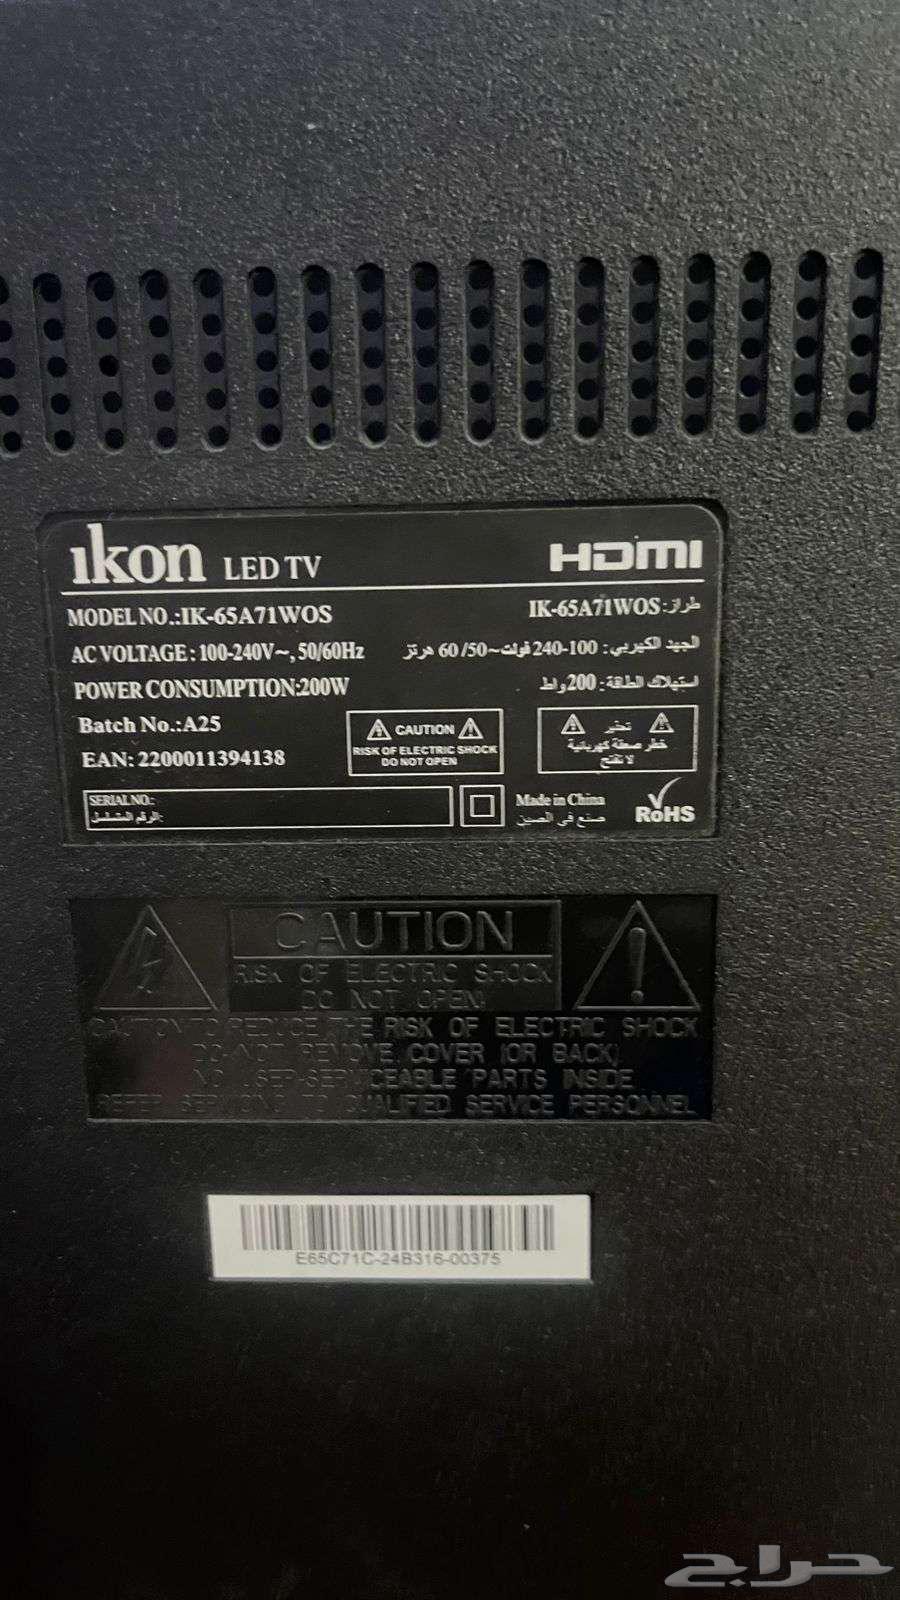 ıkon LED TV HDMI
MODEL NO.:IK-65A71WOS
طراز: IK-65A71WOS
AC VOLTAGE: 100-240V~, 50/60Hz
الجهد الكهربي: 100-240 فولت~50/ 60 هرتز
POWER CONSUMPTION:200W
استهلاك الطاقة: 200 واط
Batch No.:A25
EAN: 2200011394138
CAUTION
RISK OF ELECTRIC SHOCK
DO NOT OPEN
تحذير
خطر صعقة كهربائية
لا تفتح
SERIAL NO.:
الرقم المتسلسل:
Made in China
صنع في الصين
RoHS
CAUTION
RISK OF ELECTRIC SHOCK
DO NOT OPEN
CAUTION TO REDUCE THE RISK OF ELECTRIC SHOCK
DO NOT REMOVE COVER (OR BACK)
NO USER-SERVICEABLE PARTS INSIDE
REFER SERVICING TO QUALIFIED SERVICE PERSONNEL
E65C71C-24B316-00375
حراج